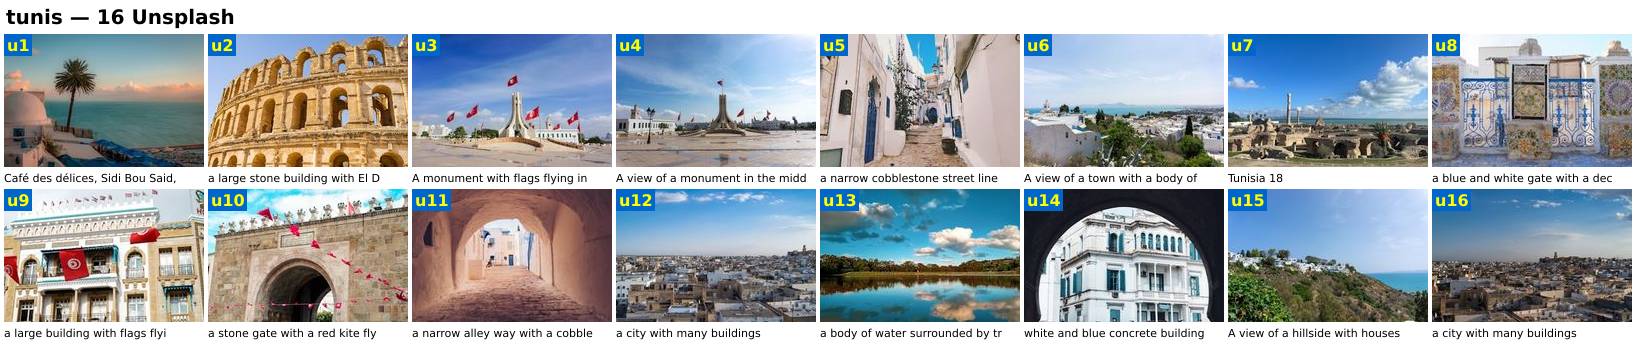 tunis — 16 Unsplash
u1
u2
u3
u4
u5
u6
u7
u8
Café des délices, Sidi Bou Said,
a large stone building with El D
A monument with flags flying in
A view of a monument in the midd
a narrow cobblestone street line
A view of a town with a body of
Tunisia 18
a blue and white gate with a dec
u9
u10
u11
u12
u13
u14
u15
u16
a large building with flags flyi
a stone gate with a red kite fly
a narrow alley way with a cobble
a city with many buildings
a body of water surrounded by tr
white and blue concrete building
A view of a hillside with houses
a city with many buildings